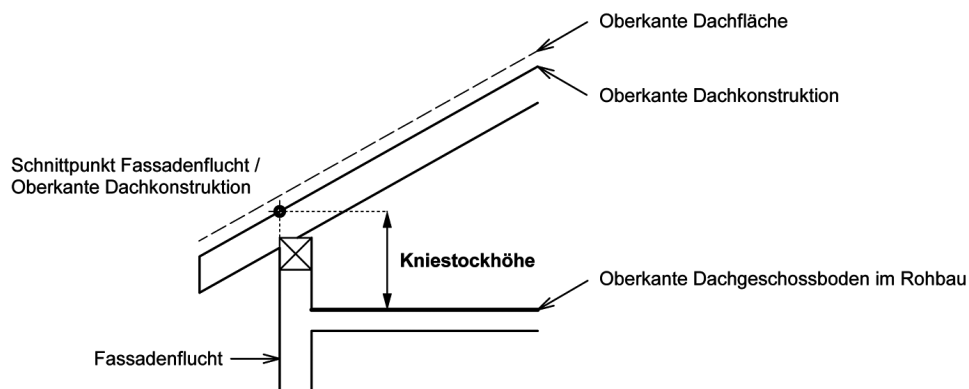 Oberkante Dachfläche
Oberkante Dachkonstruktion
Schnittpunkt Fassadenflucht /
Oberkante Dachkonstruktion
Kniestockhöhe
Oberkante Dachgeschossboden im Rohbau
Fassadenflucht